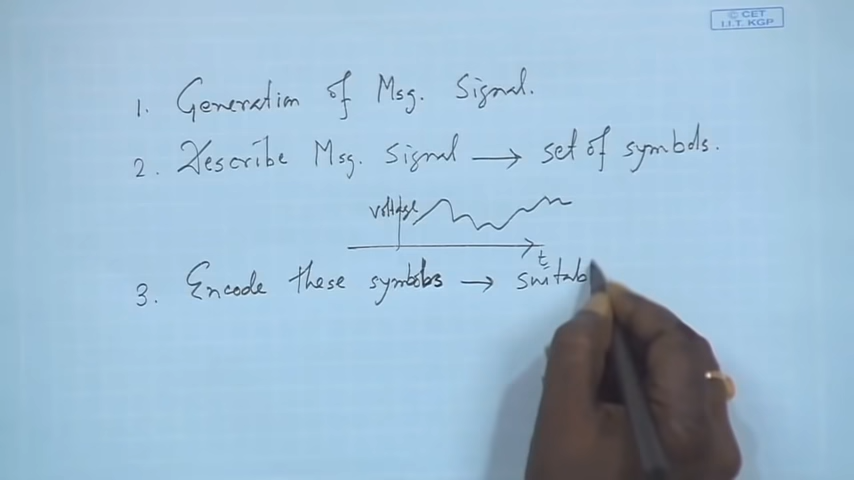 © CET
I.I.T. KGP
1. Generation of Msg. Signal.
2. Describe Msg. Signal → set of symbols.
voltage
t
3. Encode these symbols → suitab